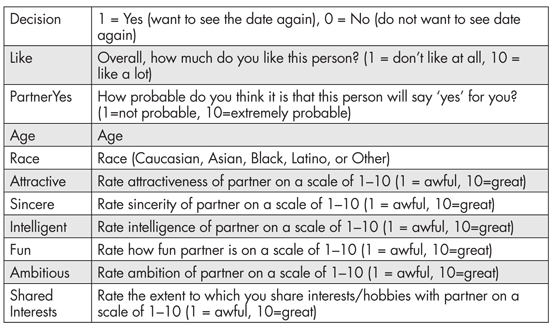 Decision 1 = Yes (want to see the date again), 0 = No (do not want to see date
again)
Like Overall, how much do you like this person? (1 = don't like at all, 10 =
like a lot)
PartnerYes How probable do you think it is that this person will say 'yes' for you?
(1=not probable, 10=extremely probable)
Age Age
Race Race (Caucasian, Asian, Black, Latino, or Other)
Attractive Rate attractiveness of partner on a scale of 1–10 (1 = awful, 10=great)
Sincere Rate sincerity of partner on a scale of 1–10 (1 = awful, 10=great)
Intelligent Rate intelligence of partner on a scale of 1–10 (1 = awful, 10=great)
Fun Rate how fun partner is on a scale of 1–10 (1 = awful, 10=great)
Ambitious Rate ambition of partner on a scale of 1–10 (1 = awful, 10=great)
Shared Rate the extent to which you share interests/hobbies with partner on a
Interests scale of 1–10 (1 = awful, 10=great)